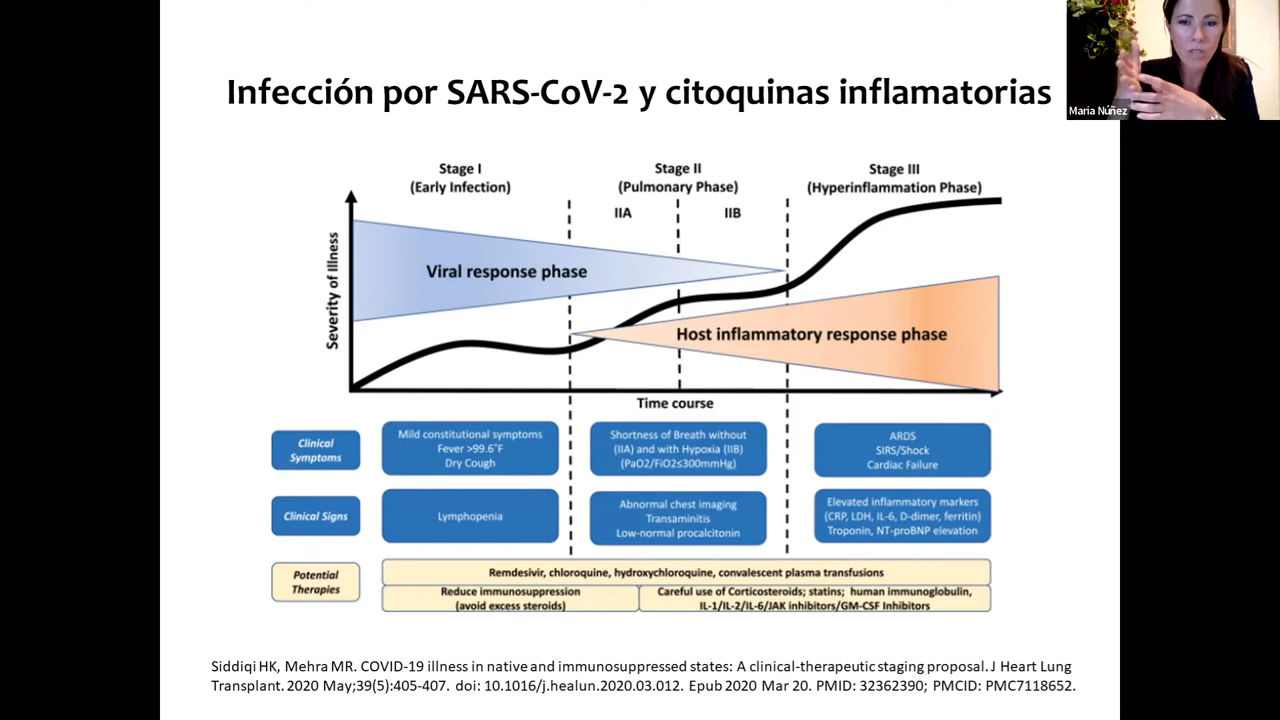 Infección por SARS-CoV-2 y citoquinas inflamatorias
Maria Núñez
Stage I
(Early Infection)
Stage II
(Pulmonary Phase)
Stage III
(Hyperinflammation Phase)
IIA
IIB
Severity of Illness
Viral response phase
Host inflammatory response phase
Time course
Clinical
Symptoms
Mild constitutional symptoms
Fever >99.6°F
Dry Cough
Shortness of Breath without
(IIA) and with Hypoxia (IIB)
(PaO2/FiO2≤300mmHg)
ARDS
SIRS/Shock
Cardiac Failure
Clinical Signs
Lymphopenia
Abnormal chest imaging
Transaminitis
Low-normal procalcitonin
Elevated inflammatory markers
(CRP, LDH, IL-6, D-dimer, ferritin)
Troponin, NT-proBNP elevation
Potential
Therapies
Remdesivir, chloroquine, hydroxychloroquine, convalescent plasma transfusions
Reduce immunosuppression
(avoid excess steroids)
Careful use of Corticosteroids; statins; human immunoglobulin,
IL-1/IL-2/IL-6/JAK inhibitors/GM-CSF Inhibitors
Siddiqi HK, Mehra MR. COVID-19 illness in native and immunosuppressed states: A clinical-therapeutic staging proposal. J Heart Lung
Transplant. 2020 May;39(5):405-407. doi: 10.1016/j.healun.2020.03.012. Epub 2020 Mar 20. PMID: 32362390; PMCID: PMC7118652.